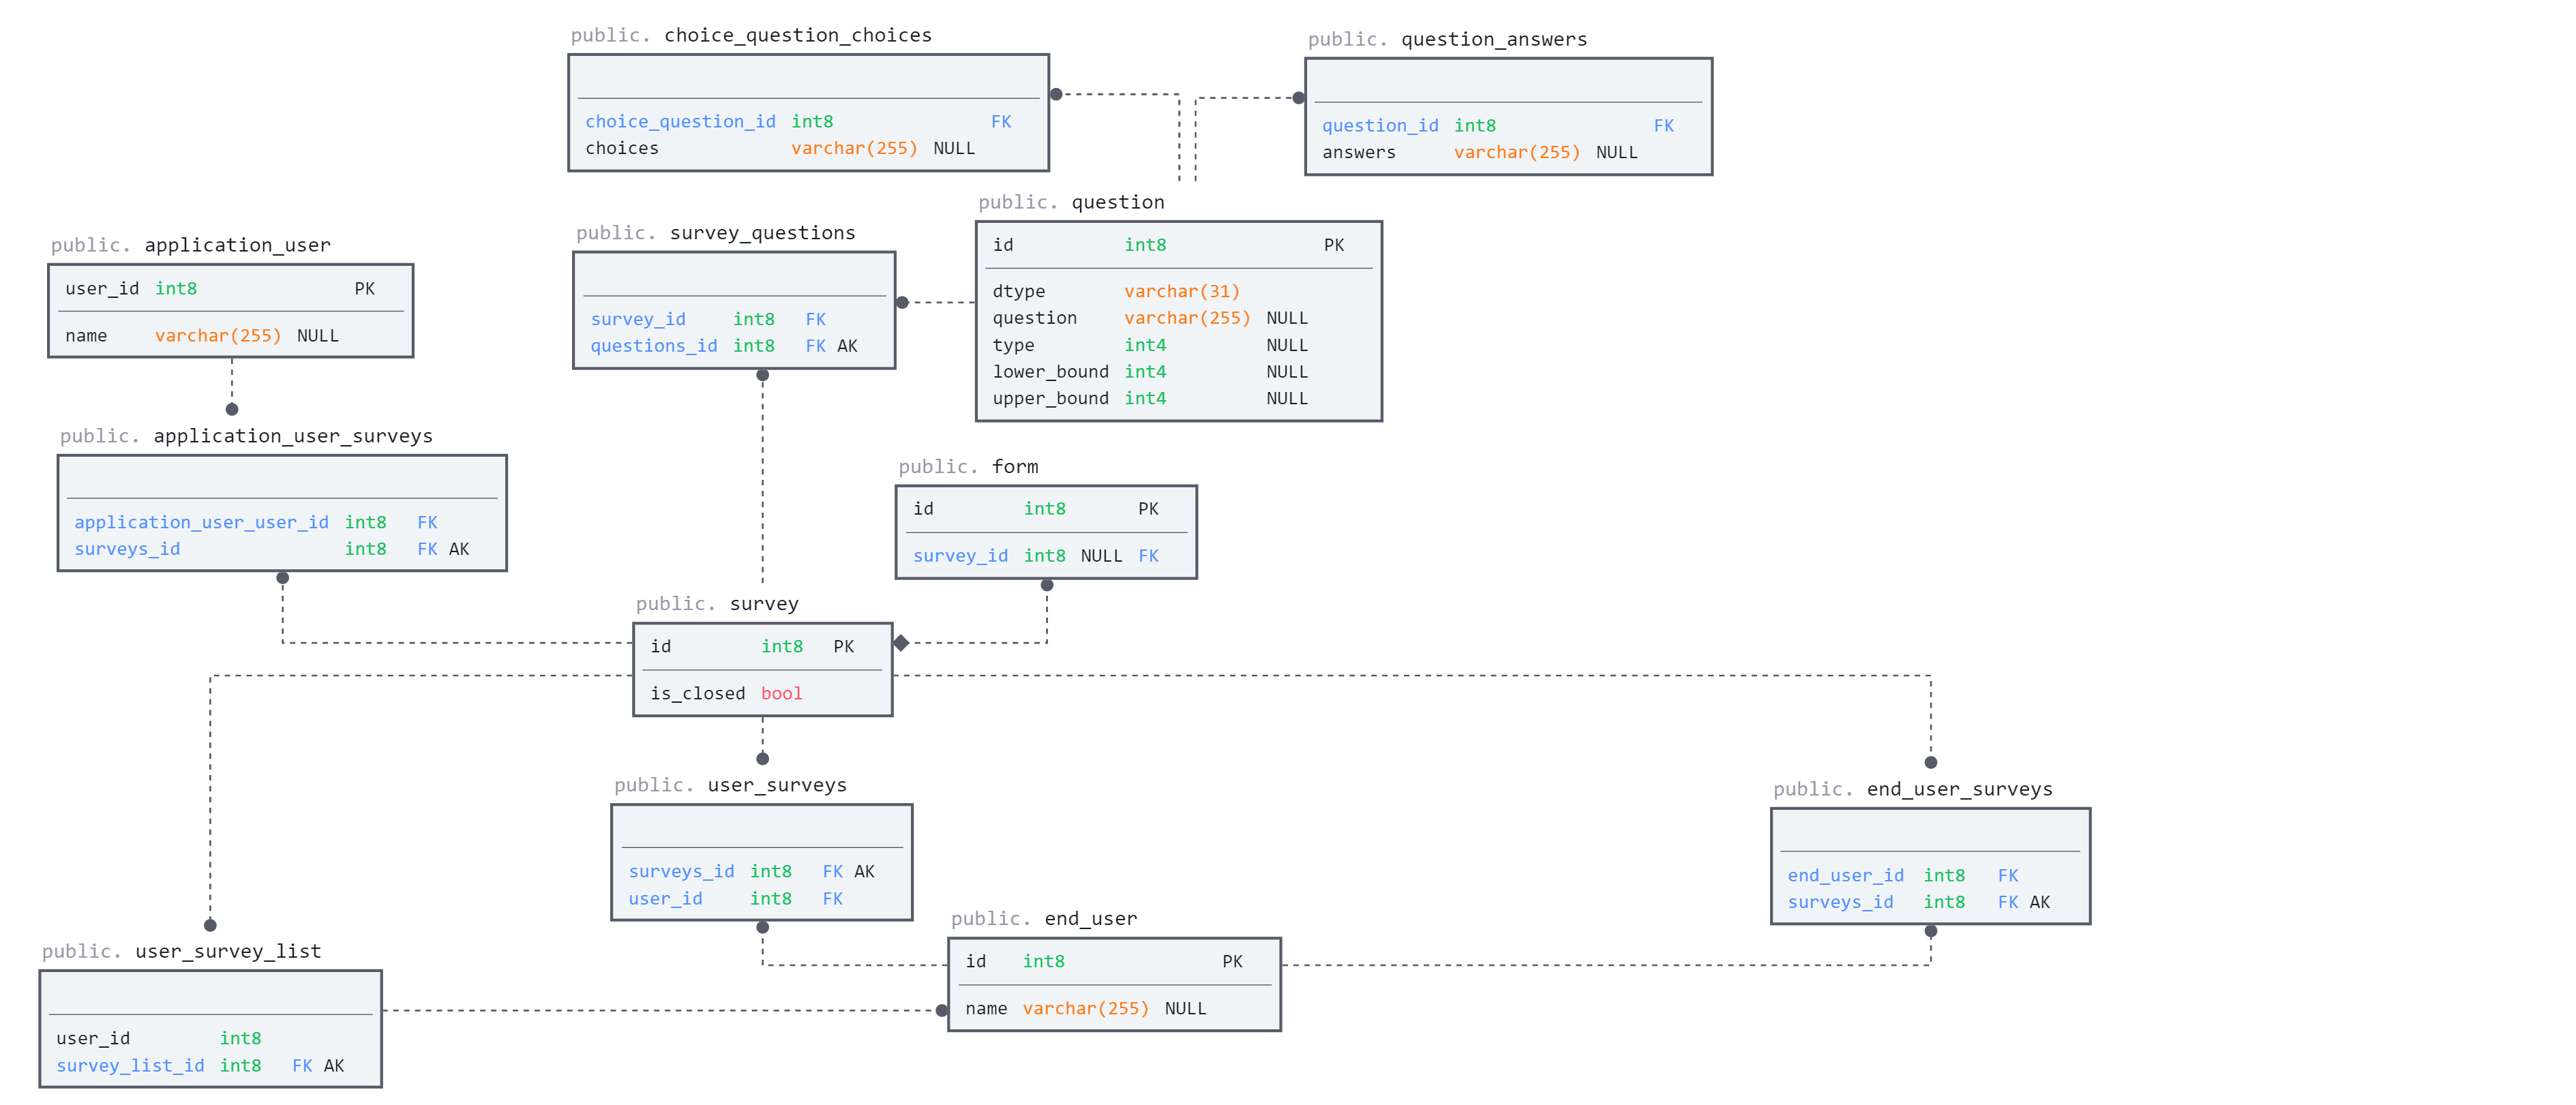 public. choice_question_choices
choice_question_id int8 FK
choices varchar(255) NULL
public. question_answers
question_id int8 FK
answers varchar(255) NULL
public. question
id int8 PK
dtype varchar(31)
question varchar(255) NULL
type int4 NULL
lower_bound int4 NULL
upper_bound int4 NULL
public. survey_questions
survey_id int8 FK
questions_id int8 FK AK
public. application_user
user_id int8 PK
name varchar(255) NULL
public. application_user_surveys
application_user_user_id int8 FK
surveys_id int8 FK AK
public. form
id int8 PK
survey_id int8 NULL FK
public. survey
id int8 PK
is_closed bool
public. user_surveys
surveys_id int8 FK AK
user_id int8 FK
public. end_user_surveys
end_user_id int8 FK
surveys_id int8 FK AK
public. end_user
id int8 PK
name varchar(255) NULL
public. user_survey_list
user_id int8
survey_list_id int8 FK AK